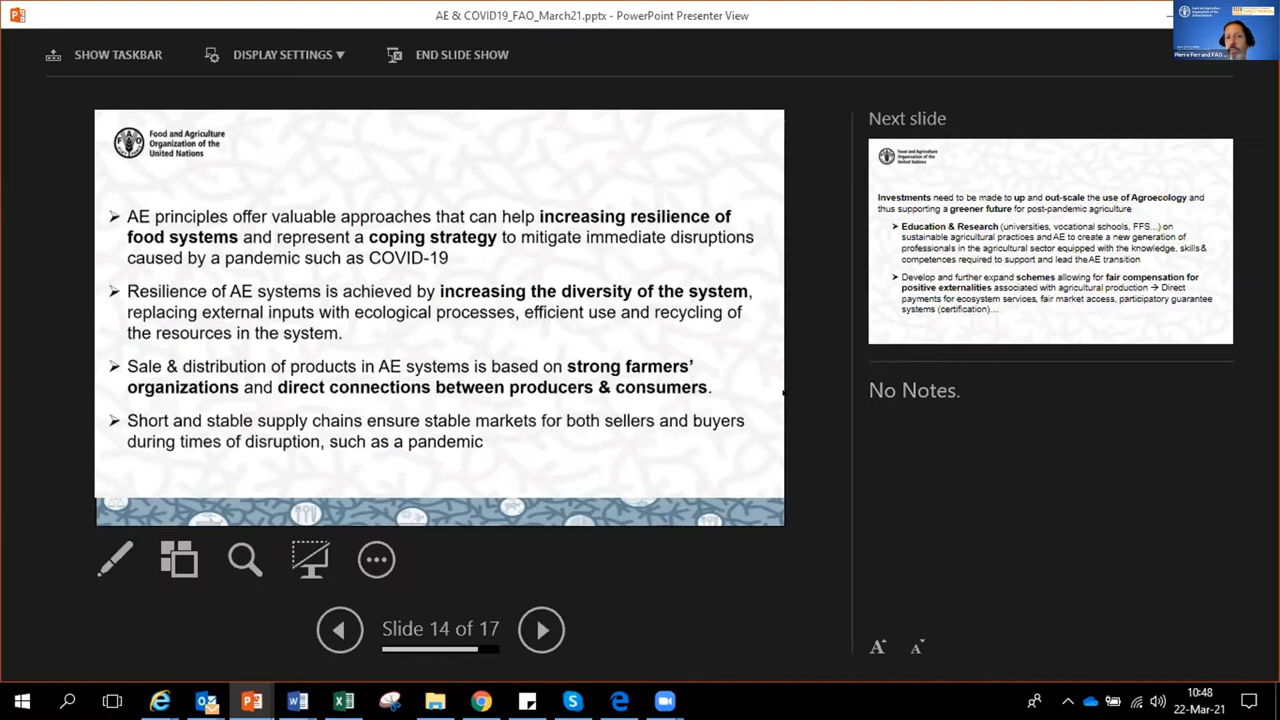 AE & COVID19_FAO_March21.pptx - PowerPoint Presenter View
SHOW TASKBAR
DISPLAY SETTINGS ▼
END SLIDE SHOW
Pierre Ferrand FAO
Food and Agriculture
Organization of the
United Nations
➢ AE principles offer valuable approaches that can help increasing resilience of
food systems and represent a coping strategy to mitigate immediate disruptions
caused by a pandemic such as COVID-19
➢ Resilience of AE systems is achieved by increasing the diversity of the system,
replacing external inputs with ecological processes, efficient use and recycling of
the resources in the system.
➢ Sale & distribution of products in AE systems is based on strong farmers’
organizations and direct connections between producers & consumers.
➢ Short and stable supply chains ensure stable markets for both sellers and buyers
during times of disruption, such as a pandemic
Slide 14 of 17
Next slide
Food and Agriculture
Organization of the
United Nations
Investments need to be made to up and out-scale the use of Agroecology and
thus supporting a greener future for post-pandemic agriculture
➢ Education & Research (universities, vocational schools, FFS...) on
sustainable agricultural practices and AE to create a new generation of
professionals in the agricultural sector equipped with the knowledge, skills &
competences required to support and lead the AE transition
➢ Develop and further expand schemes allowing for fair compensation for
positive externalities associated with agricultural production → Direct
payments for ecosystem services, fair market access, participatory guarantee
systems (certification)...
No Notes.
A A
10:48
22-Mar-21